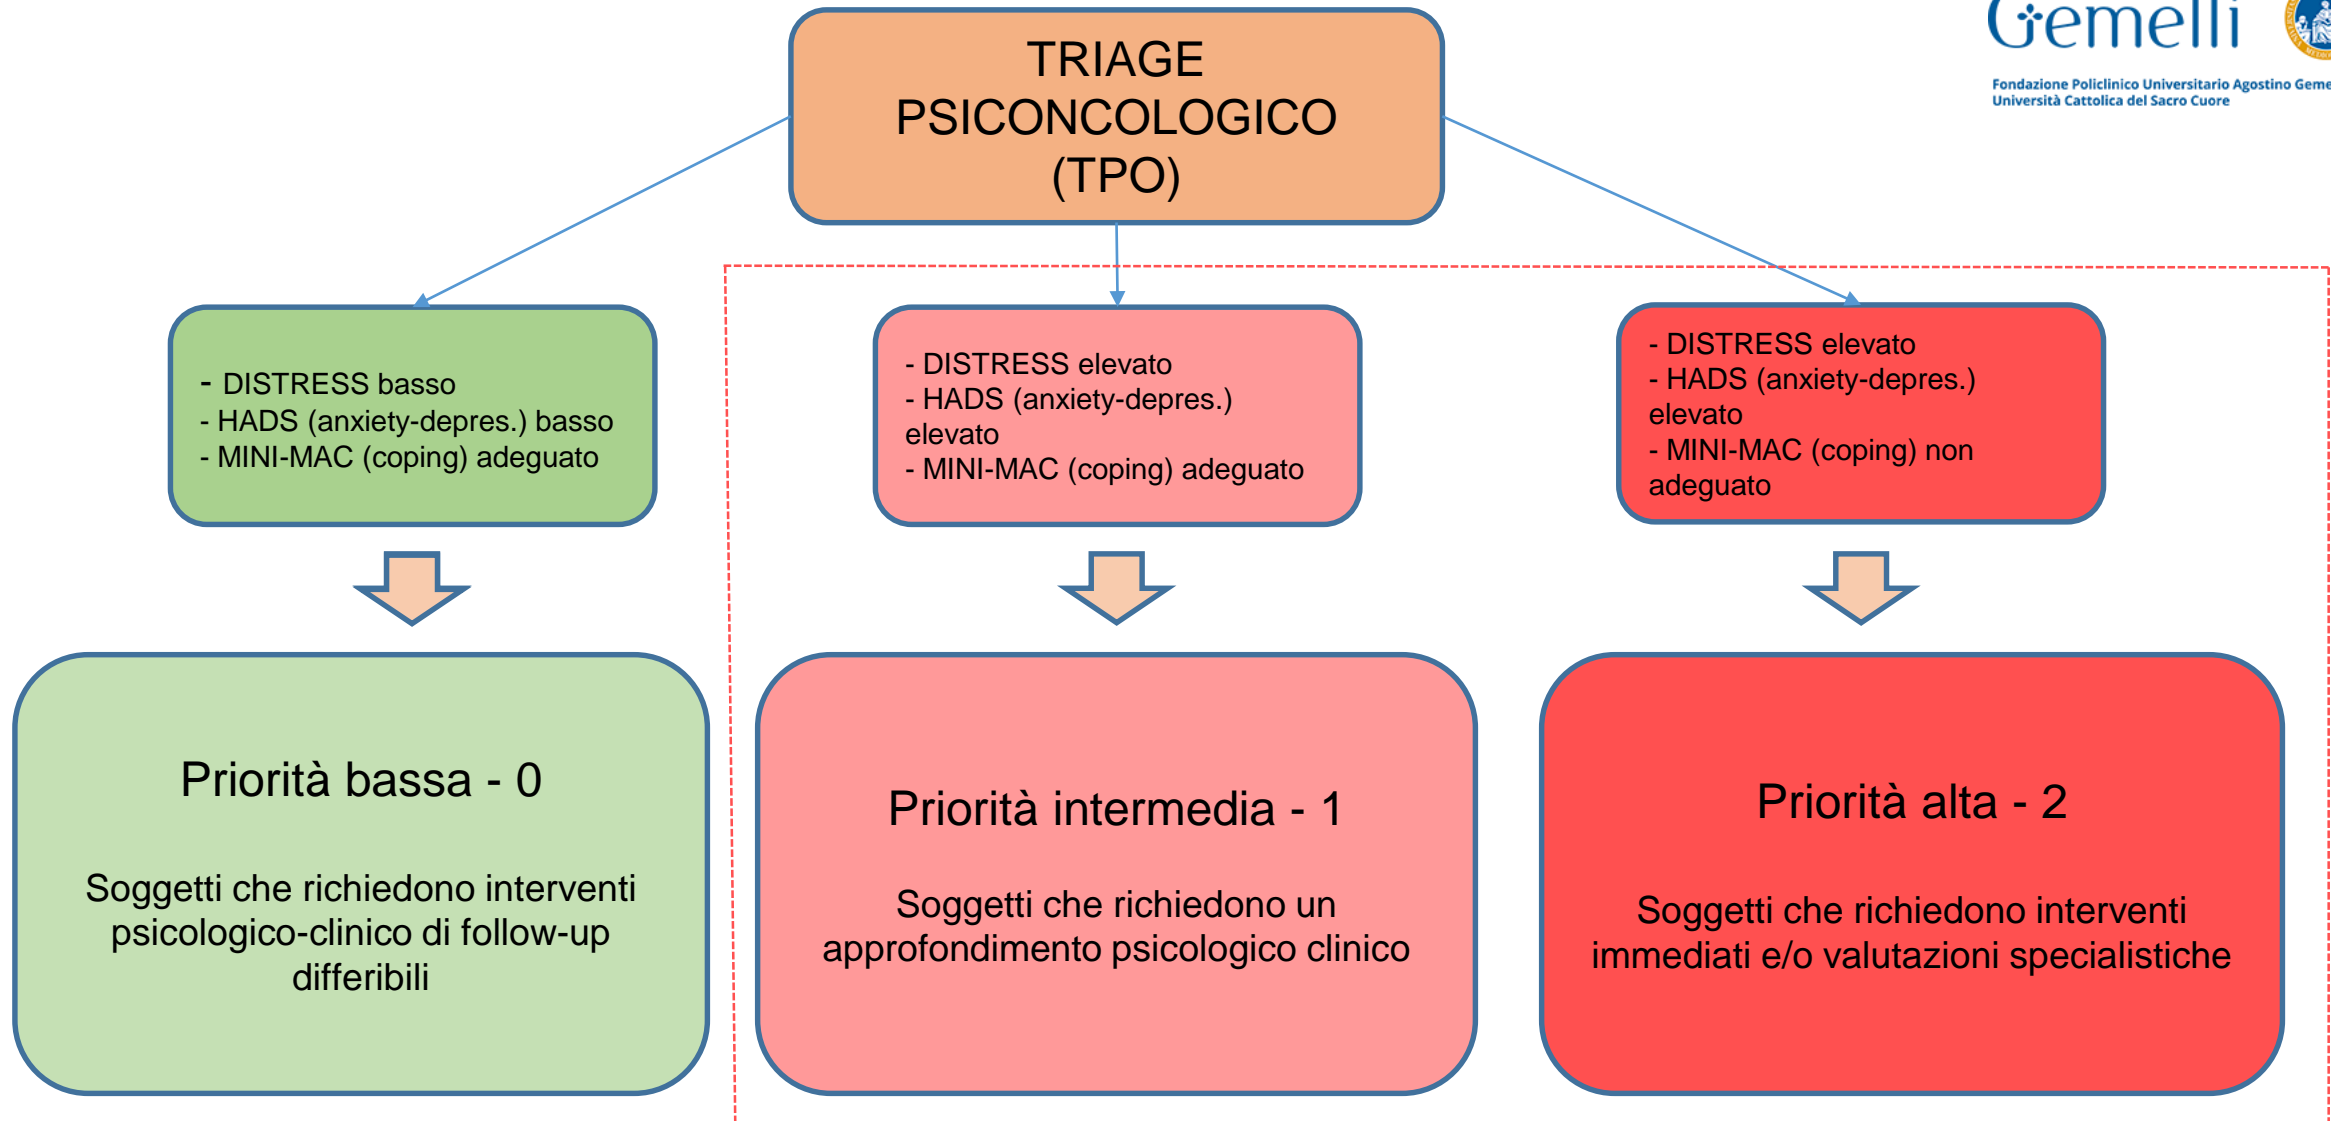 Gemelli
Fondazione Policlinico Universitario Agostino
Università Cattolica del Sacro Cuore
TRIAGE
PSICONCOLOGICO
(TPO)
- DISTRESS basso
- HADS (anxiety-depres.) basso
- MINI-MAC (coping) adeguato
- DISTRESS elevato
- HADS (anxiety-depres.)
elevato
- MINI-MAC (coping) adeguato
- DISTRESS elevato
- HADS (anxiety-depres.)
elevato
- MINI-MAC (coping) non
adeguato
Priorità bassa - 0
Soggetti che richiedono interventi
psicologico-clinico di follow-up
differibili
Priorità intermedia - 1
Soggetti che richiedono un
approfondimento psicologico clinico
Priorità alta - 2
Soggetti che richiedono interventi
immediati e/o valutazioni specialistiche